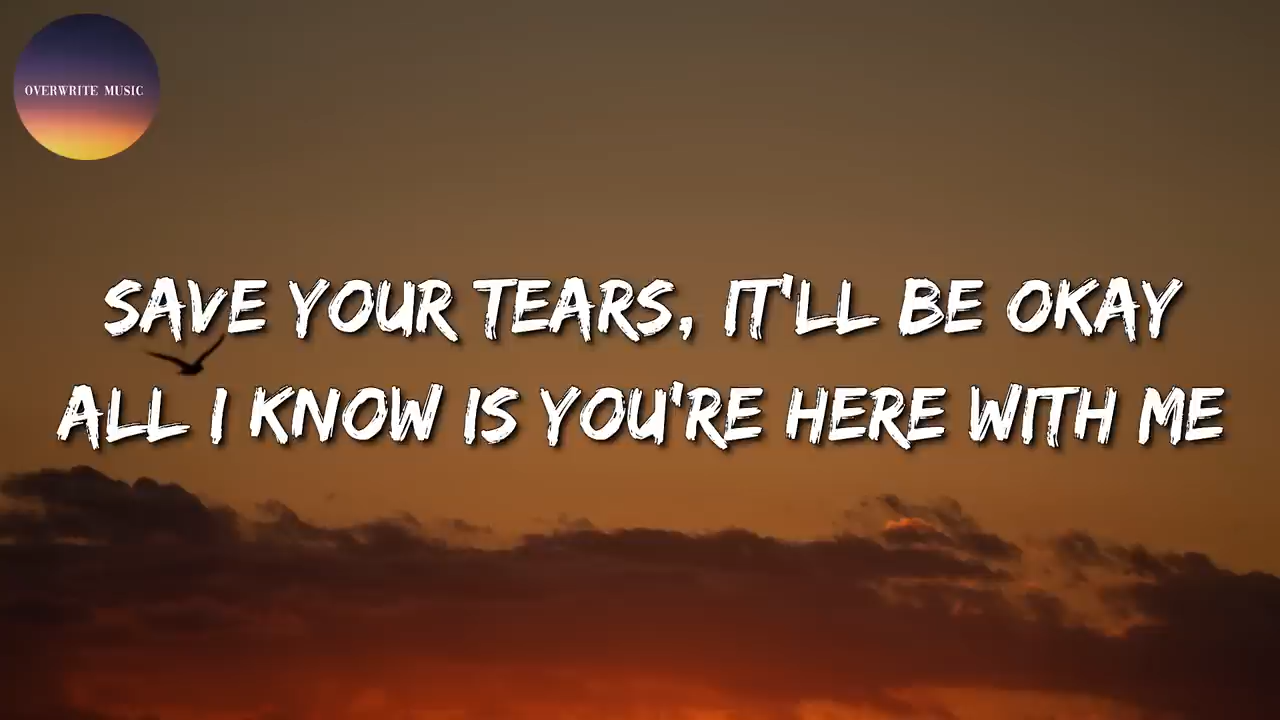 OVERWRITE MUSIC
SAVE YOUR TEARS, IT'LL BE OKAY
ALL I KNOW IS YOU'RE HERE WITH ME